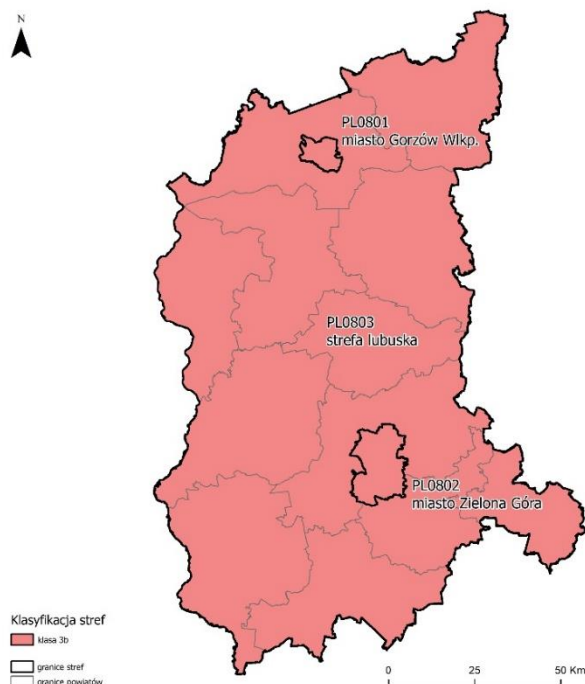 N
PL0801
miasto Gorzów Wlkp.
PL0803
strefa lubuska
PL0802
miasto Zielona Góra
Klasyfikacja stref
klasa 3b
granice stref
granice powiatów
0 25 50 Km